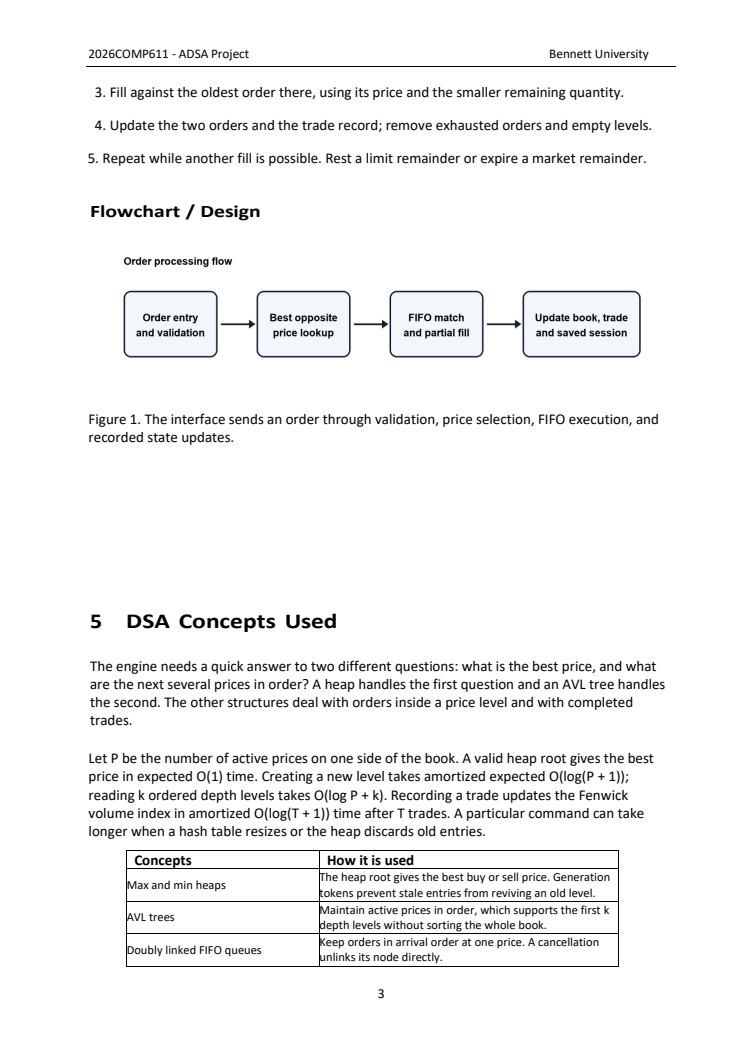 2026COMP611 - ADSA Project Bennett University
3. Fill against the oldest order there, using its price and the smaller remaining quantity.
4. Update the two orders and the trade record; remove exhausted orders and empty levels.
5. Repeat while another fill is possible. Rest a limit remainder or expire a market remainder.
Flowchart / Design
Order processing flow
Order entry
and validation
Best opposite
price lookup
FIFO match
and partial fill
Update book, trade
and saved session
Figure 1. The interface sends an order through validation, price selection, FIFO execution, and
recorded state updates.
5 DSA Concepts Used
The engine needs a quick answer to two different questions: what is the best price, and what
are the next several prices in order? A heap handles the first question and an AVL tree handles
the second. The other structures deal with orders inside a price level and with completed
trades.
Let P be the number of active prices on one side of the book. A valid heap root gives the best
price in expected O(1) time. Creating a new level takes amortized expected O(log(P + 1));
reading k ordered depth levels takes O(log P + k). Recording a trade updates the Fenwick
volume index in amortized O(log(T + 1)) time after T trades. A particular command can take
longer when a hash table resizes or the heap discards old entries.
Concepts How it is used
Max and min heaps
The heap root gives the best buy or sell price. Generation
tokens prevent stale entries from reviving an old level.
AVL trees
Maintain active prices in order, which supports the first k
depth levels without sorting the whole book.
Doubly linked FIFO queues
Keep orders in arrival order at one price. A cancellation
unlinks its node directly.
3